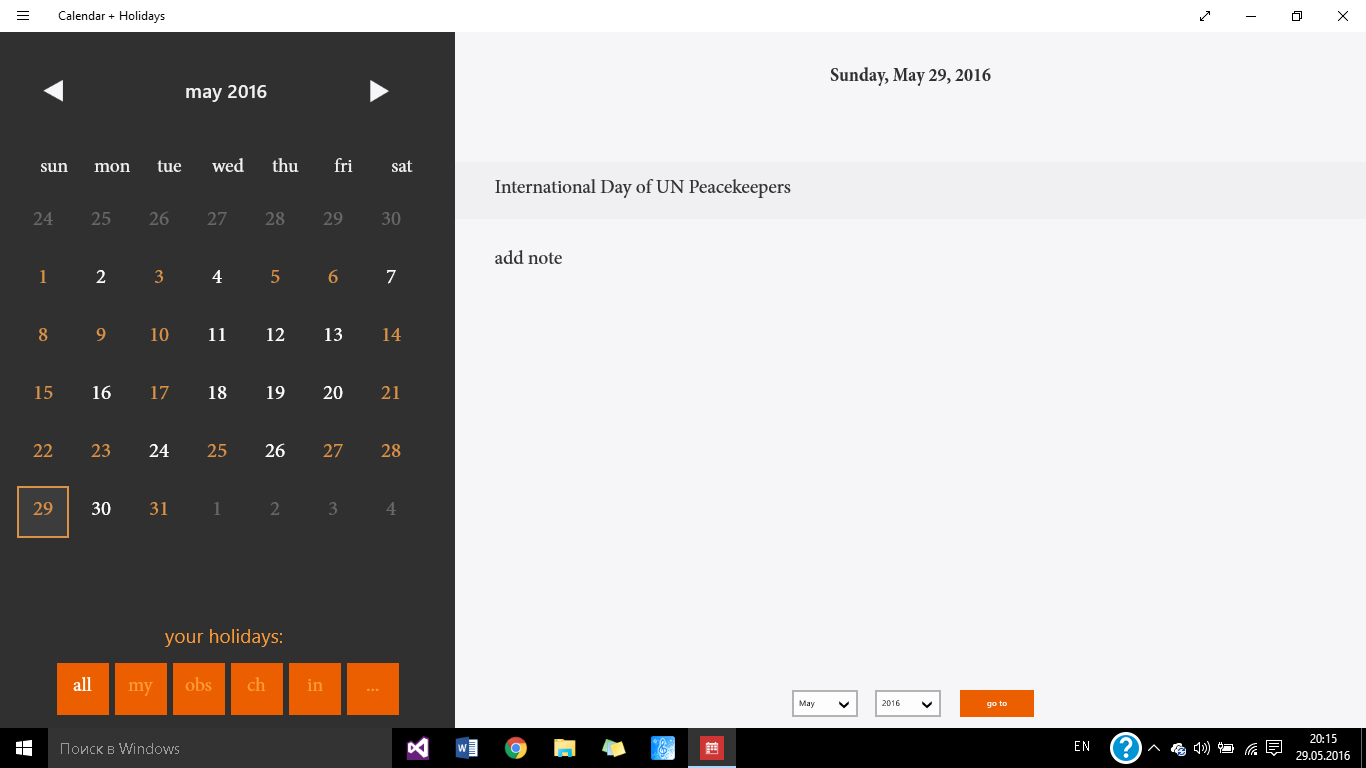 Calendar + Holidays
may 2016
sun mon tue wed thu fri sat
24 25 26 27 28 29 30
1 2 3 4 5 6 7
8 9 10 11 12 13 14
15 16 17 18 19 20 21
22 23 24 25 26 27 28
29 30 31 1 2 3 4
your holidays:
all my obs ch in ...
Sunday, May 29, 2016
International Day of UN Peacekeepers
add note
May 2016 go to
Поиск в Windows
EN
20:15
29.05.2016